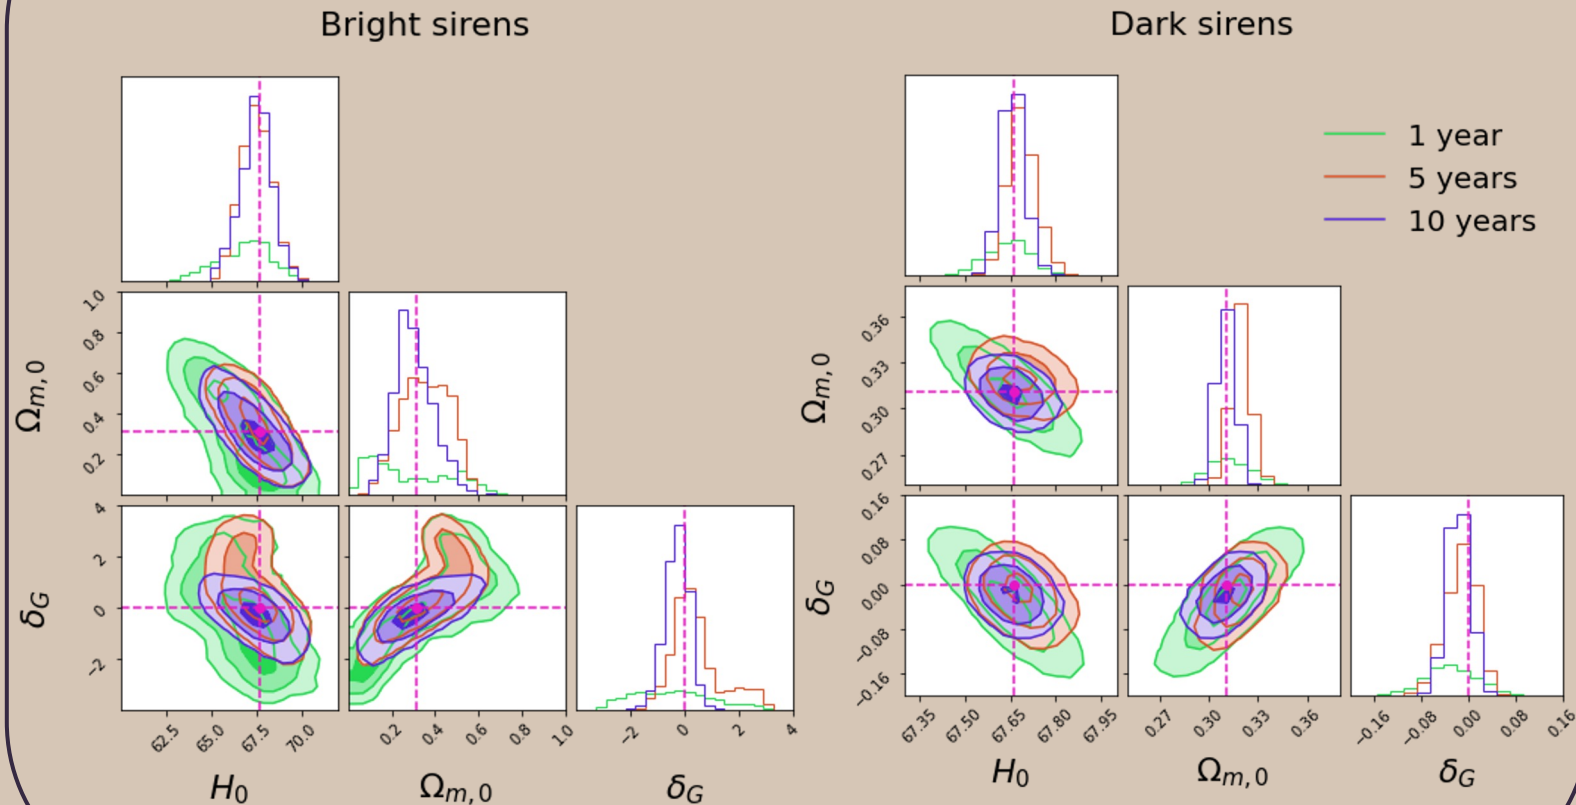 Bright sirens
Dark sirens
1 year
5 years
10 years
Ωm,0
1.0
0.8
0.6
0.4
0.2
Ωm,0
0.36
0.33
0.30
0.27
δG
4
2
0
−2
δG
0.16
0.08
0.00
−0.08
−0.16
62.5 65.0 67.5 70.0
0.2 0.4 0.6 0.8 1.0
−2 0 2 4
67.35 67.50 67.65 67.80 67.95
0.27 0.30 0.33 0.36
−0.16 −0.08 0.00 0.08 0.16
H0 Ωm,0 δG
H0 Ωm,0 δG